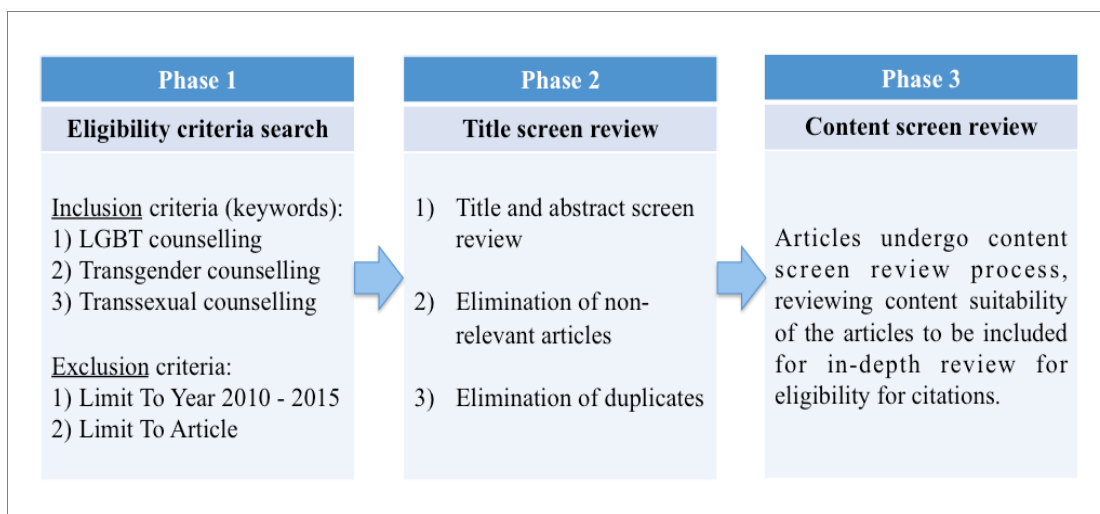 Phase 1
Eligibility criteria search
Inclusion criteria (keywords):
1) LGBT counselling
2) Transgender counselling
3) Transsexual counselling
Exclusion criteria:
1) Limit To Year 2010 - 2015
2) Limit To Article
Phase 2
Title screen review
1) Title and abstract screen
review
2) Elimination of non-
relevant articles
3) Elimination of duplicates
Phase 3
Content screen review
Articles undergo content
screen review process,
reviewing content suitability
of the articles to be included
for in-depth review for
eligibility for citations.